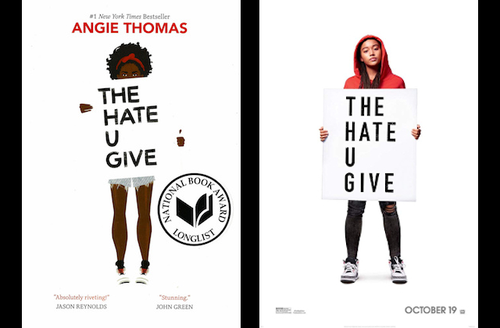 #1 New York Times Bestseller
ANGIE THOMAS
THE
HATE
U
GIVE
NATIONAL BOOK AWARD
LONGLIST
"Absolutely riveting!"
JASON REYNOLDS
"Stunning."
JOHN GREEN
THE
HATE
U
GIVE
OCTOBER 19